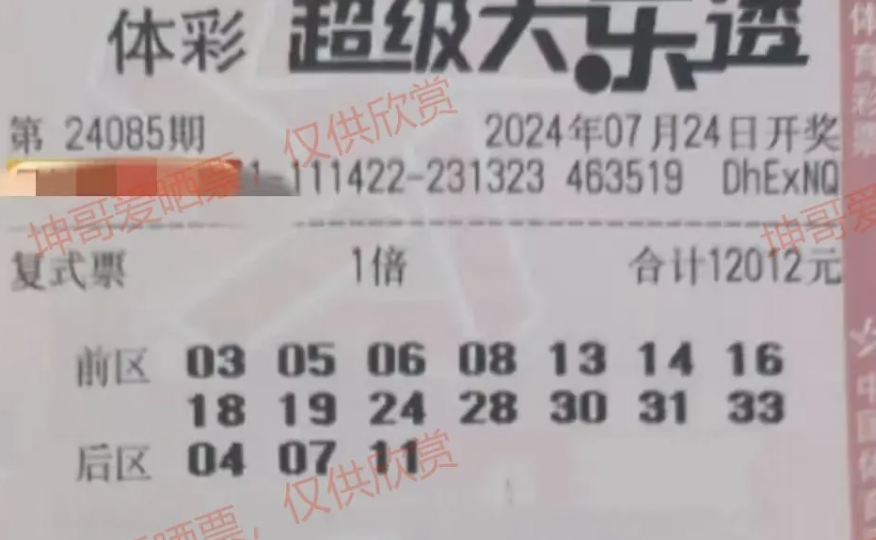 体彩 超级大乐透
第 24085期 2024年07月24日开奖
111422-231323 463519 DhExNQ
复式票 1倍 合计12012元
前区 03 05 06 08 13 14 16
18 19 24 28 30 31 33
后区 04 07 11
坤哥爱晒票，仅供欣赏
坤哥爱
晒票，仅供欣赏
体育彩票
中国体育